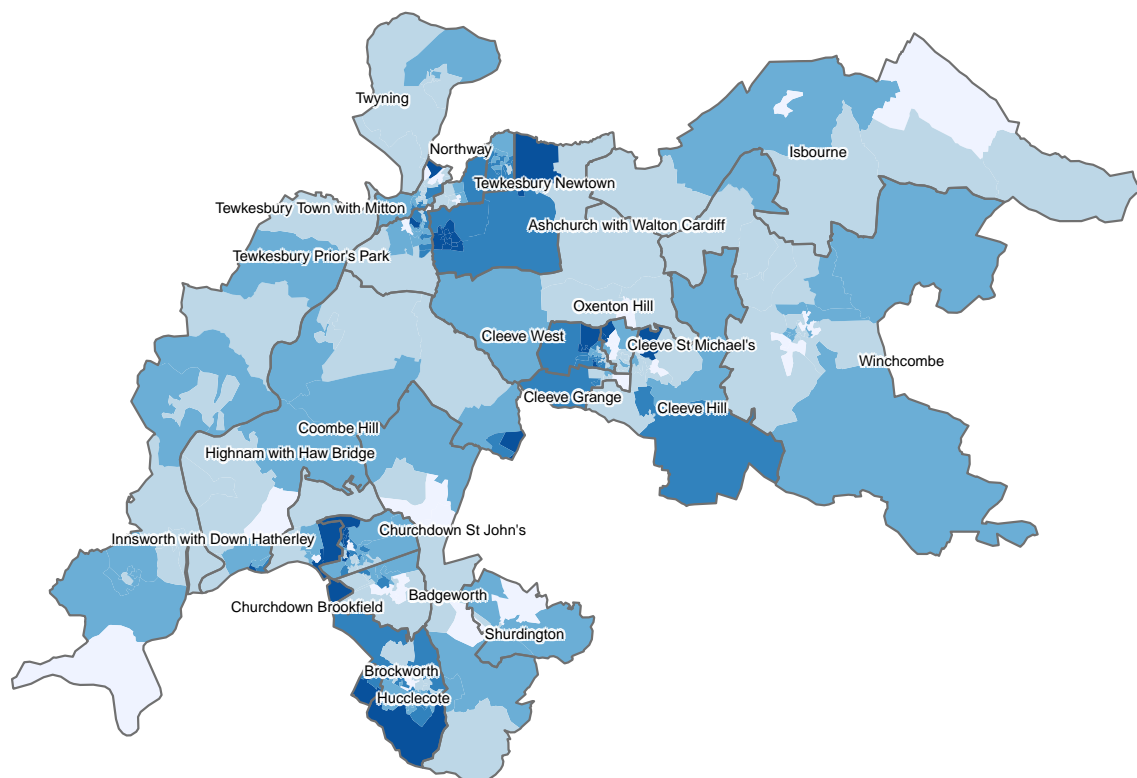 Twyning
Northway
Isbourne
Tewkesbury Newtown
Tewkesbury Town with Mitton
Ashchurch with Walton Cardiff
Tewkesbury Prior's Park
Oxenton Hill
Cleeve West
Cleeve St Michael's
Winchcombe
Cleeve Grange
Cleeve Hill
Coombe Hill
Highnam with Haw Bridge
Churchdown St John's
Innsworth with Down Hatherley
Badgeworth
Churchdown Brookfield
Shurdington
Brockworth
Hucclecote